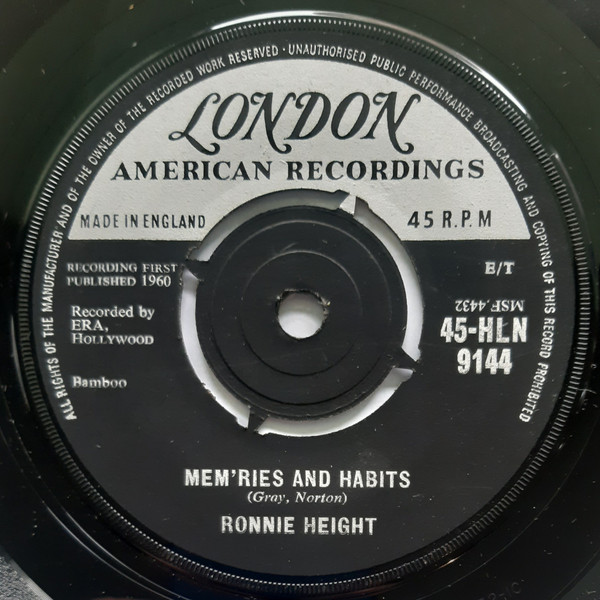 ALL RIGHTS OF THE MANUFACTURER AND OF THE OWNER OF THE RECORDED WORK RESERVED · UNAUTHORISED PUBLIC PERFORMANCE BROADCASTING AND COPYING OF THIS RECORD PROHIBITED
LONDON
AMERICAN RECORDINGS
MADE IN ENGLAND
45 R.P.M
RECORDING FIRST
PUBLISHED 1960
E/T
Recorded by
ERA,
HOLLYWOOD
MSF.4432
45-HLN
9144
Bamboo
MEM'RIES AND HABITS
(Gray, Norton)
RONNIE HEIGHT